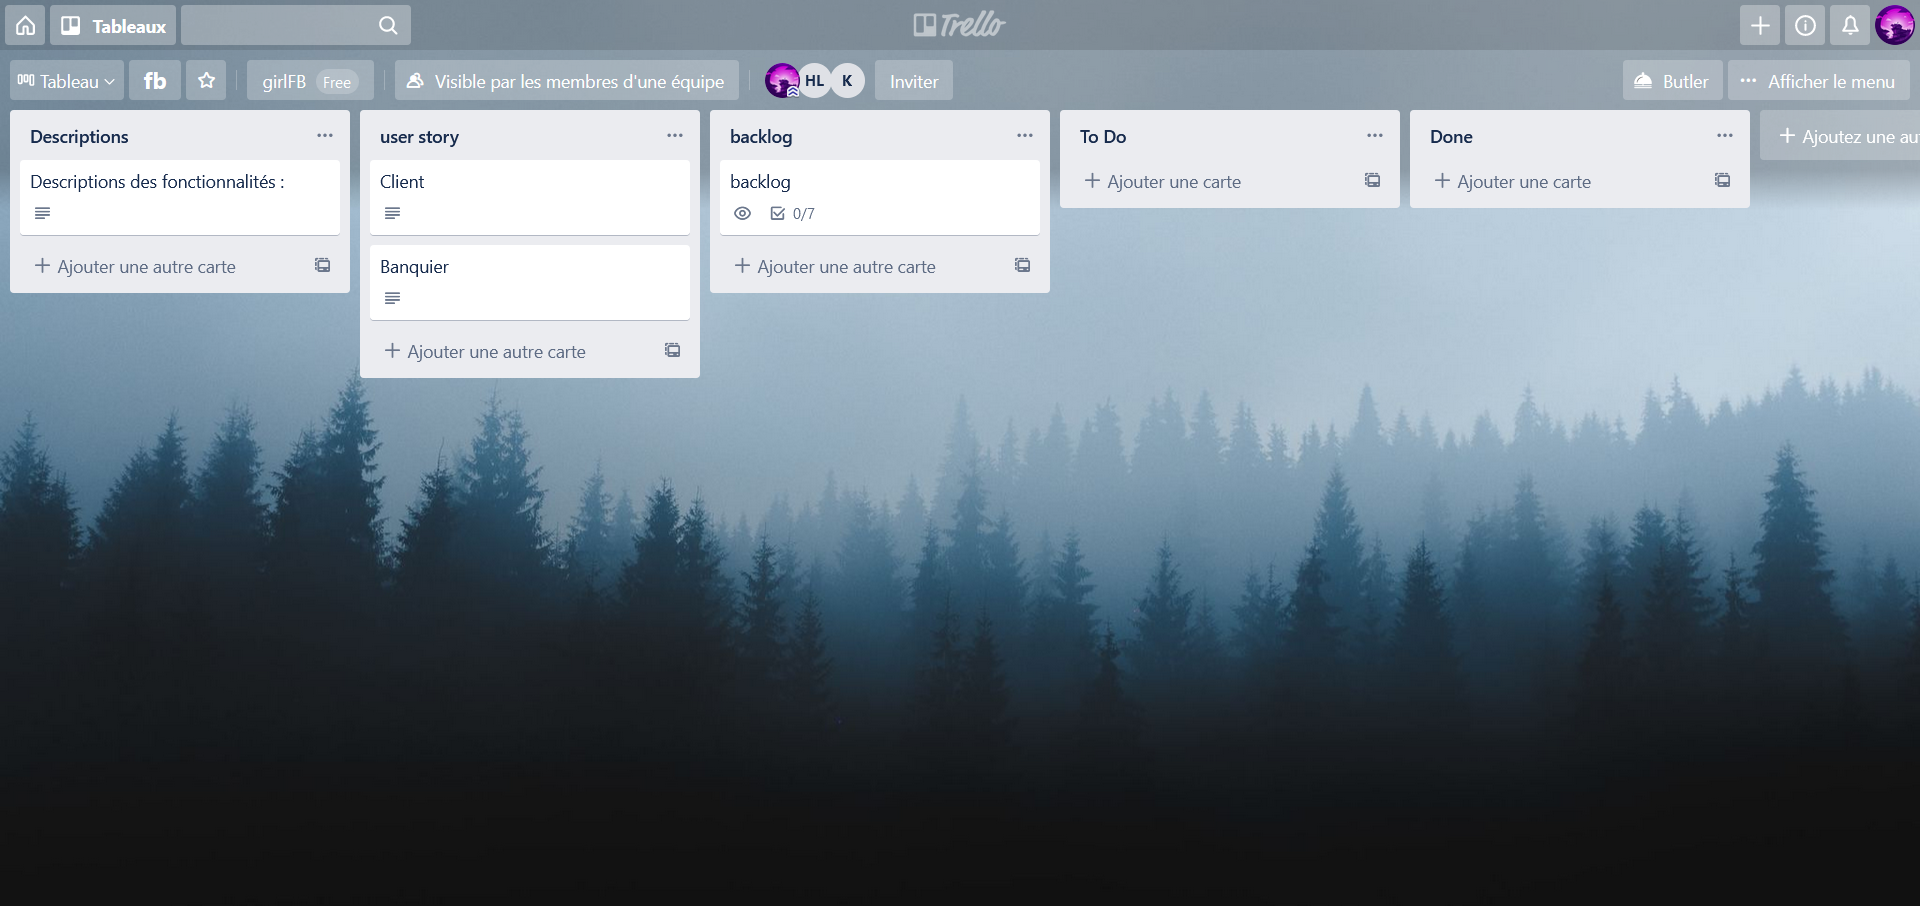 Tableaux
Trello
Tableau
fb
girlFB Free
Visible par les membres d'une équipe
HL
K
Inviter
Butler
Afficher le menu
Descriptions
Descriptions des fonctionnalités :
Ajouter une autre carte
user story
Client
Banquier
Ajouter une autre carte
backlog
backlog
0/7
Ajouter une autre carte
To Do
Ajouter une carte
Done
Ajouter une carte
Ajoutez une au